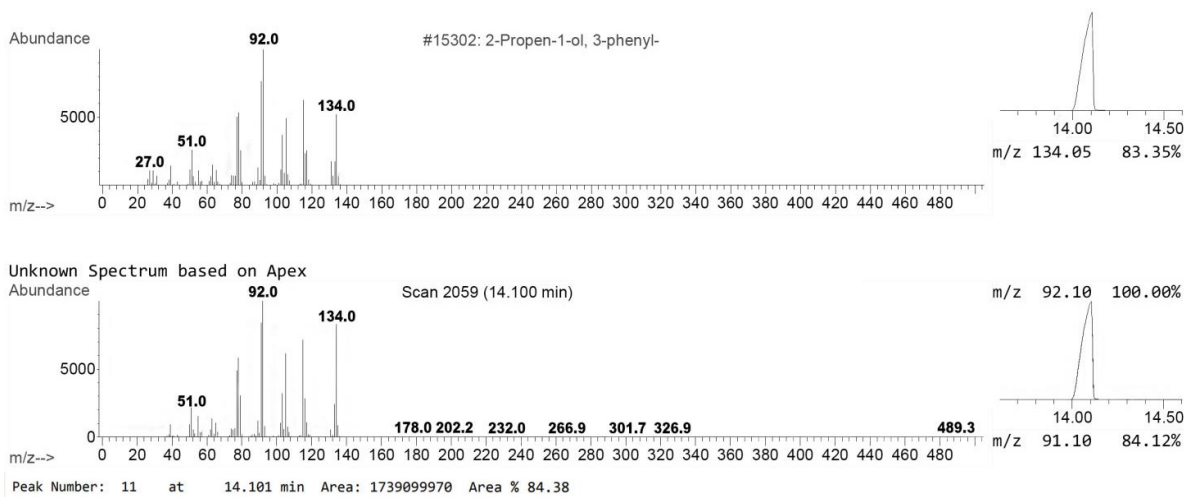 Abundance
#15302: 2-Propen-1-ol, 3-phenyl-
92.0
134.0
5000
51.0
27.0
0 20 40 60 80 100 120 140 160 180 200 220 240 260 280 300 320 340 360 380 400 420 440 460 480
m/z-->
14.00 14.50
m/z 134.05 83.35%
Unknown Spectrum based on Apex
Abundance
Scan 2059 (14.100 min)
92.0
134.0
5000
51.0
178.0 202.2 232.0 266.9 301.7 326.9 489.3
0
0 20 40 60 80 100 120 140 160 180 200 220 240 260 280 300 320 340 360 380 400 420 440 460 480
m/z-->
m/z 92.10 100.00%
14.00 14.50
m/z 91.10 84.12%
Peak Number: 11 at 14.101 min Area: 1739099970 Area % 84.38